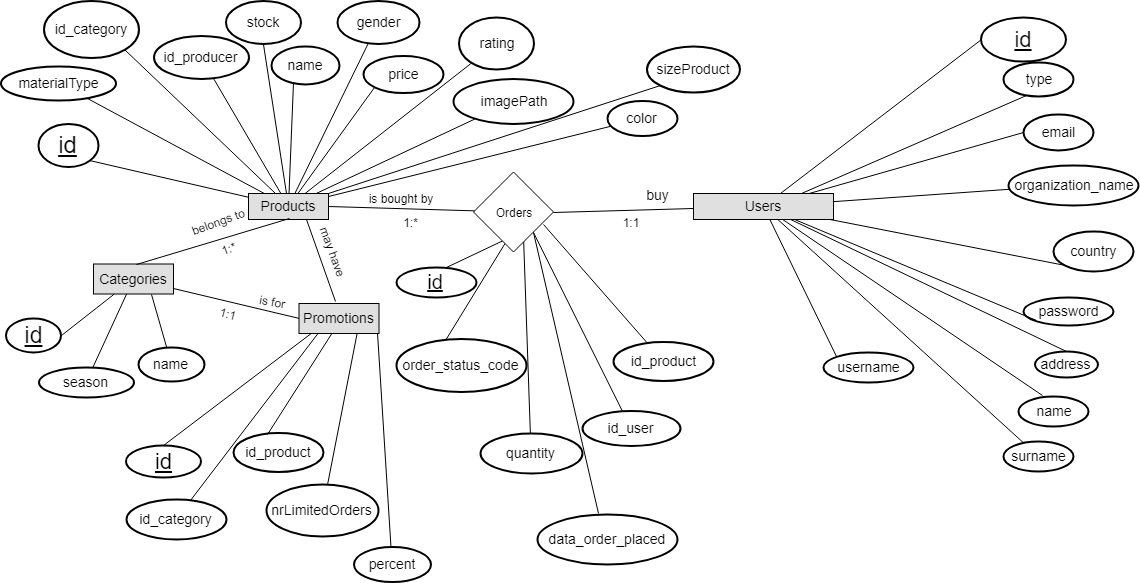 id_category
stock
gender
rating
id_producer
name
price
materialType
imagePath
sizeProduct
color
id
id
type
email
organization_name
Products
is bought by
1:*
Orders
buy
1:1
Users
country
belongs to
1:*
may have
Categories
is for
1:1
Promotions
id
season
name
id
order_status_code
id_product
id_user
quantity
data_order_placed
password
address
username
name
surname
id
id_product
id_category
nrLimitedOrders
percent